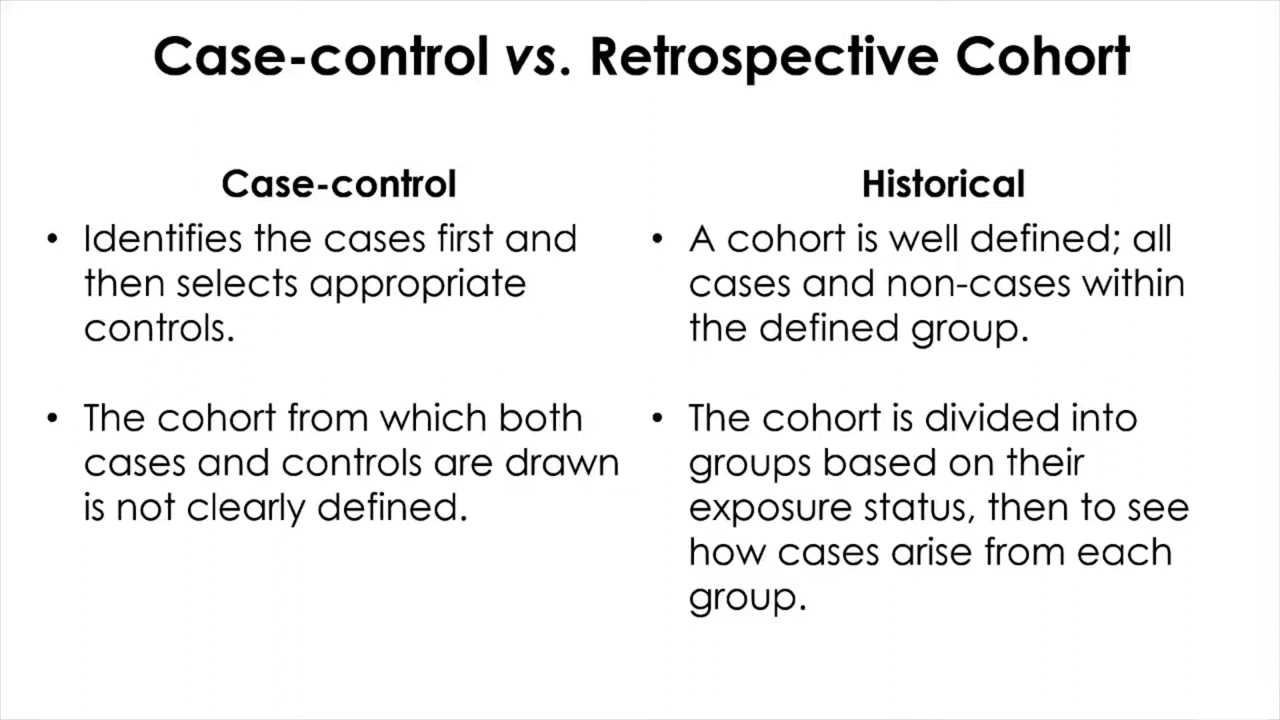 Case-control vs. Retrospective Cohort
Case-control
• Identifies the cases first and
then selects appropriate
controls.
• The cohort from which both
cases and controls are drawn
is not clearly defined.
Historical
• A cohort is well defined; all
cases and non-cases within
the defined group.
• The cohort is divided into
groups based on their
exposure status, then to see
how cases arise from each
group.